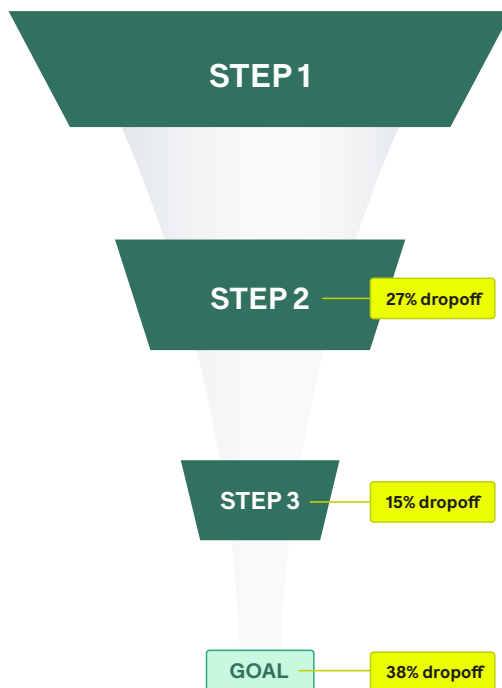 STEP 1
STEP 2
27% dropoff
STEP 3
15% dropoff
GOAL
38% dropoff